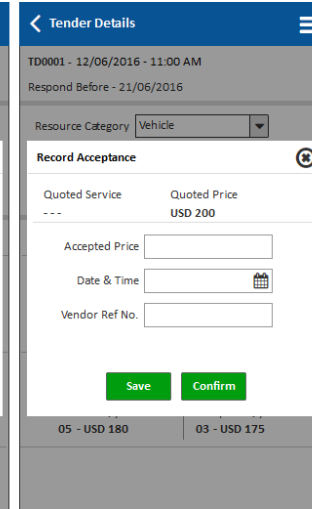 Tender Details
TD0001 - 12/06/2016 - 11:00 AM
Respond Before - 21/06/2016
Resource Category Vehicle
Record Acceptance
Quoted Service Quoted Price
- - - USD 200
Accepted Price
Date & Time
Vendor Ref No.
Save Confirm
05 - USD 180 03 - USD 175